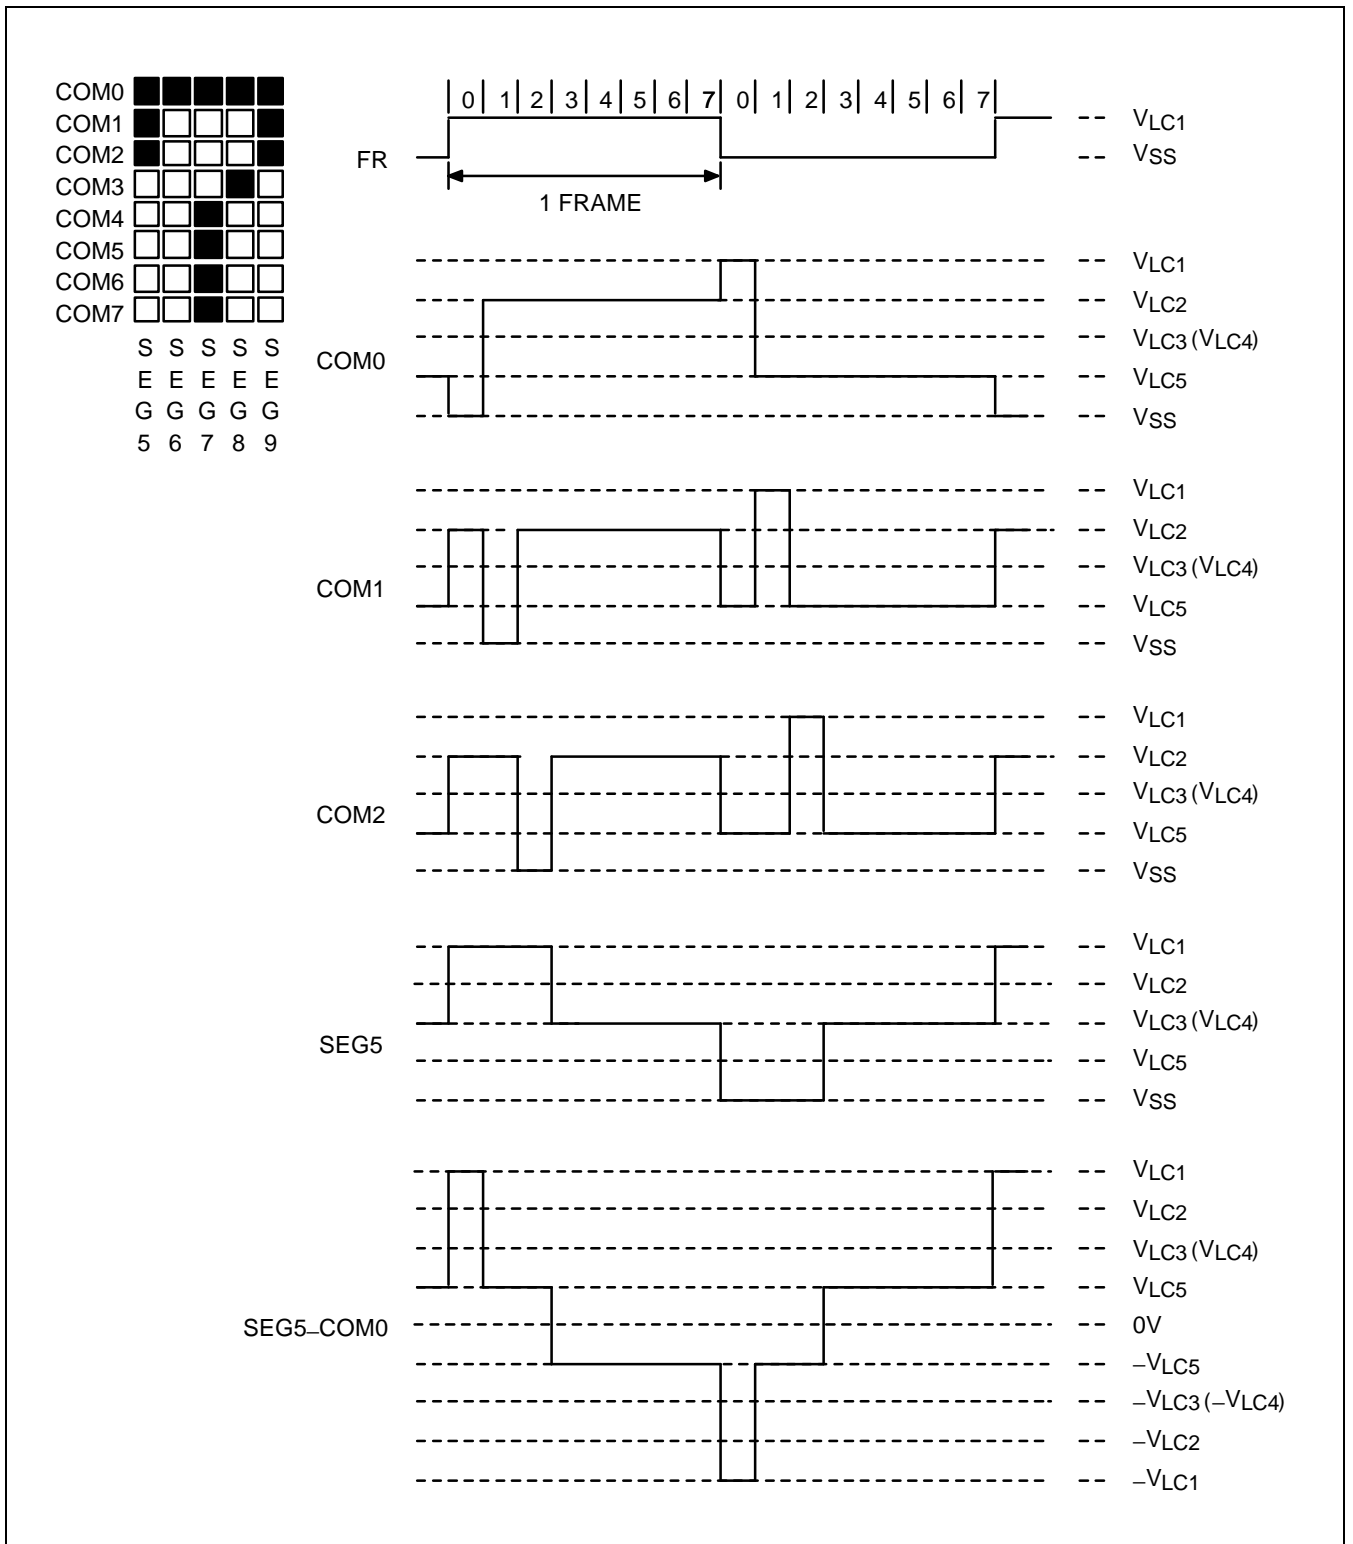 COM0
COM1
COM2
COM3
COM4
COM5
COM6
COM7
S S S S S
E E E E E
G G G G G
5 6 7 8 9
0 1 2 3 4 5 6 7 0 1 2 3 4 5 6 7
FR
VLC1
VSS
1 FRAME
COM0
VLC1
VLC2
VLC3 (VLC4)
VLC5
VSS
COM1
VLC1
VLC2
VLC3 (VLC4)
VLC5
VSS
COM2
VLC1
VLC2
VLC3 (VLC4)
VLC5
VSS
SEG5
VLC1
VLC2
VLC3 (VLC4)
VLC5
VSS
SEG5–COM0
VLC1
VLC2
VLC3 (VLC4)
VLC5
0V
–VLC5
–VLC3 (–VLC4)
–VLC2
–VLC1